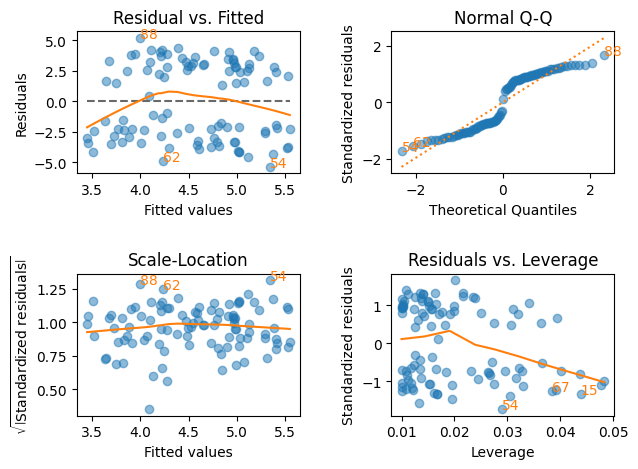 Residual vs. Fitted
Residuals
5.0
2.5
0.0
−2.5
−5.0
88
62
54
3.5 4.0 4.5 5.0 5.5
Fitted values
Normal Q-Q
Standardized residuals
2
0
−2
88
54
−2 0 2
Theoretical Quantiles
Scale-Location
√|Standardized residuals|
1.25
1.00
0.75
0.50
88
62
54
3.5 4.0 4.5 5.0 5.5
Fitted values
Residuals vs. Leverage
Standardized residuals
1
0
−1
54
67
15
0.01 0.02 0.03 0.04 0.05
Leverage